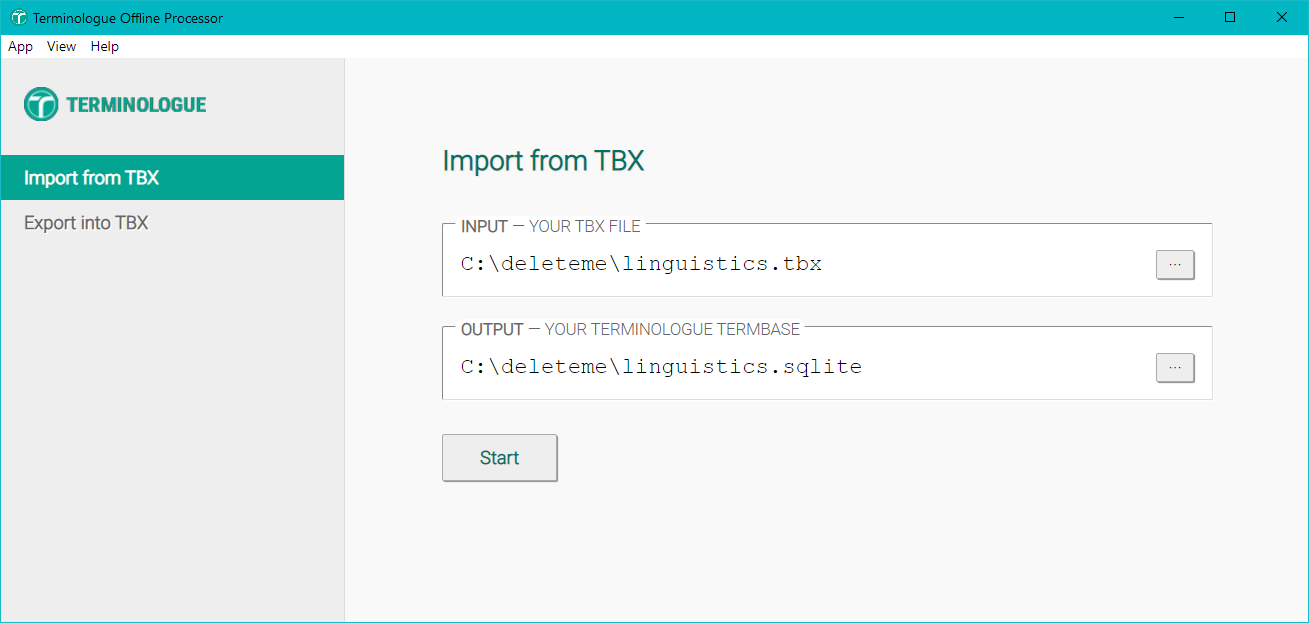 Terminologue Offline Processor
App View Help
TERMINOLOGUE
Import from TBX
Export into TBX
Import from TBX
INPUT — YOUR TBX FILE
C:\deleteme\linguistics.tbx
...
OUTPUT — YOUR TERMINOLOGUE TERMBASE
C:\deleteme\linguistics.sqlite
...
Start